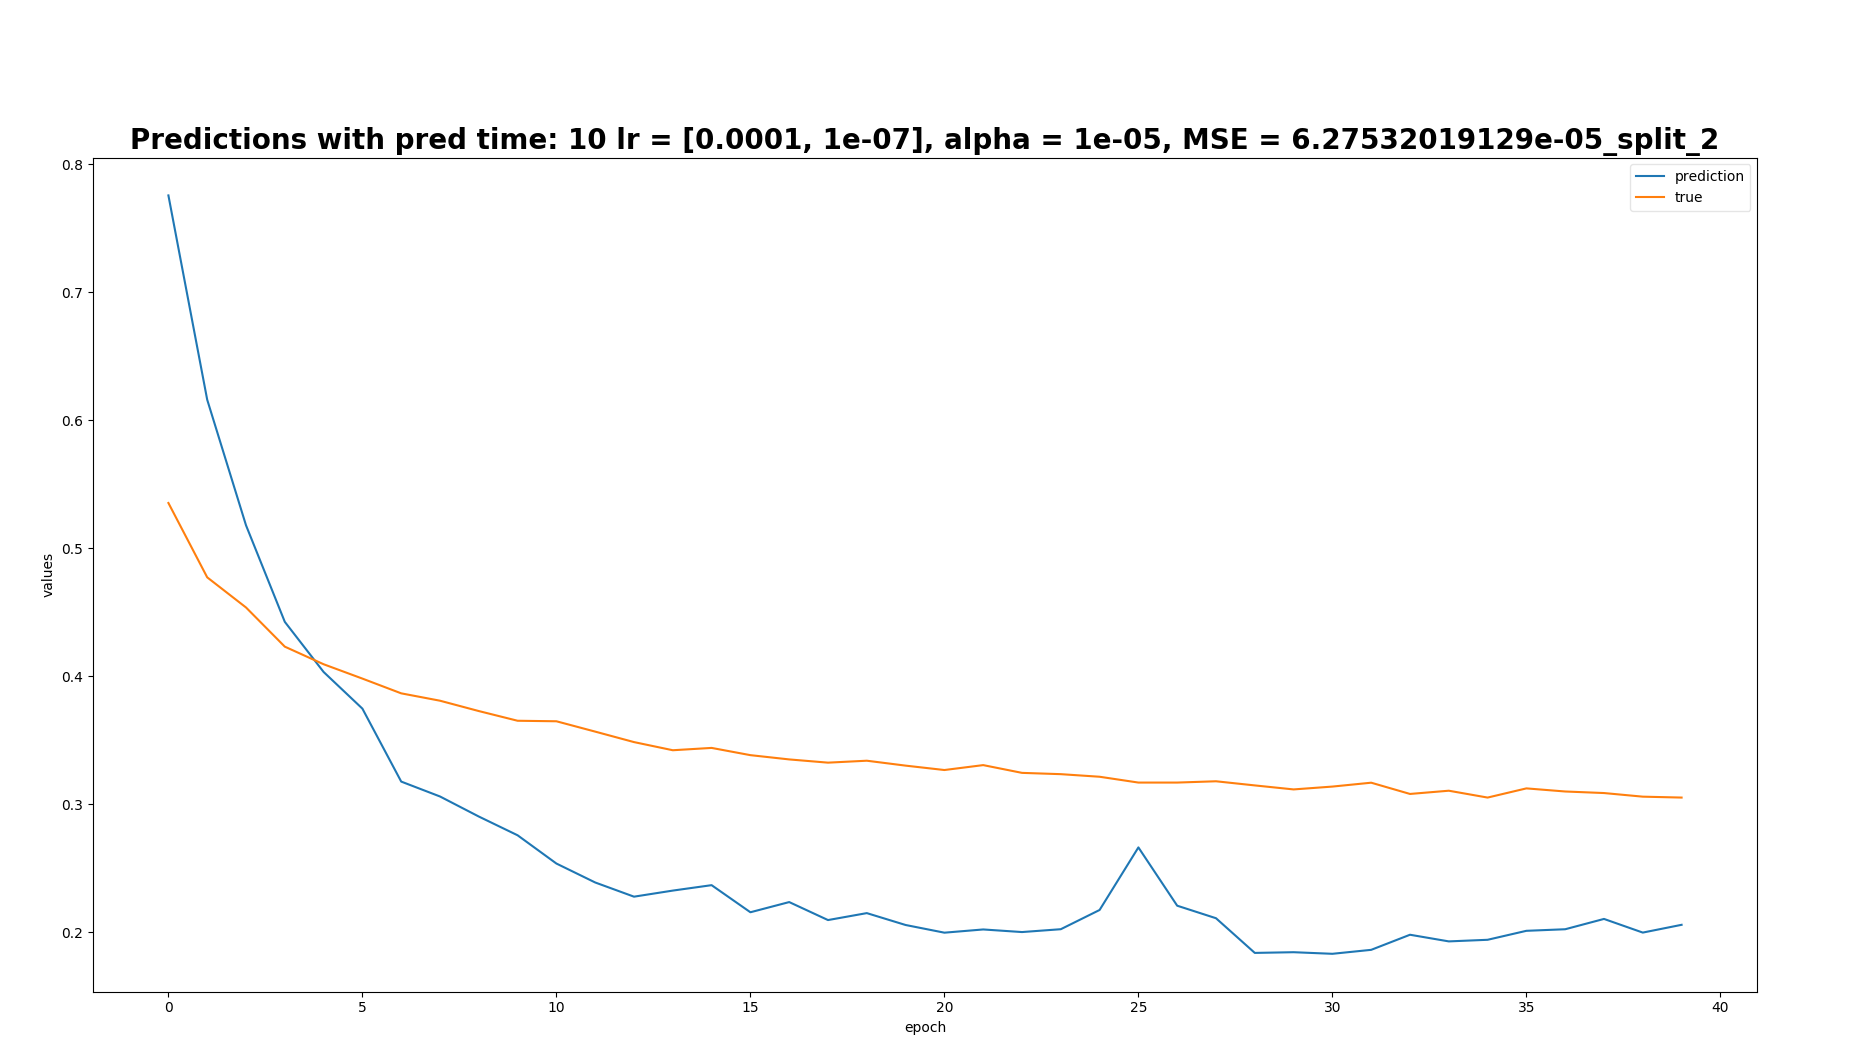 Predictions with pred time: 10 lr = [0.0001, 1e-07], alpha = 1e-05, MSE = 6.27532019129e-05_split_2
prediction
true
0.8
0.7
0.6
0.5
0.4
0.3
0.2
values
0 5 10 15 20 25 30 35 40
epoch